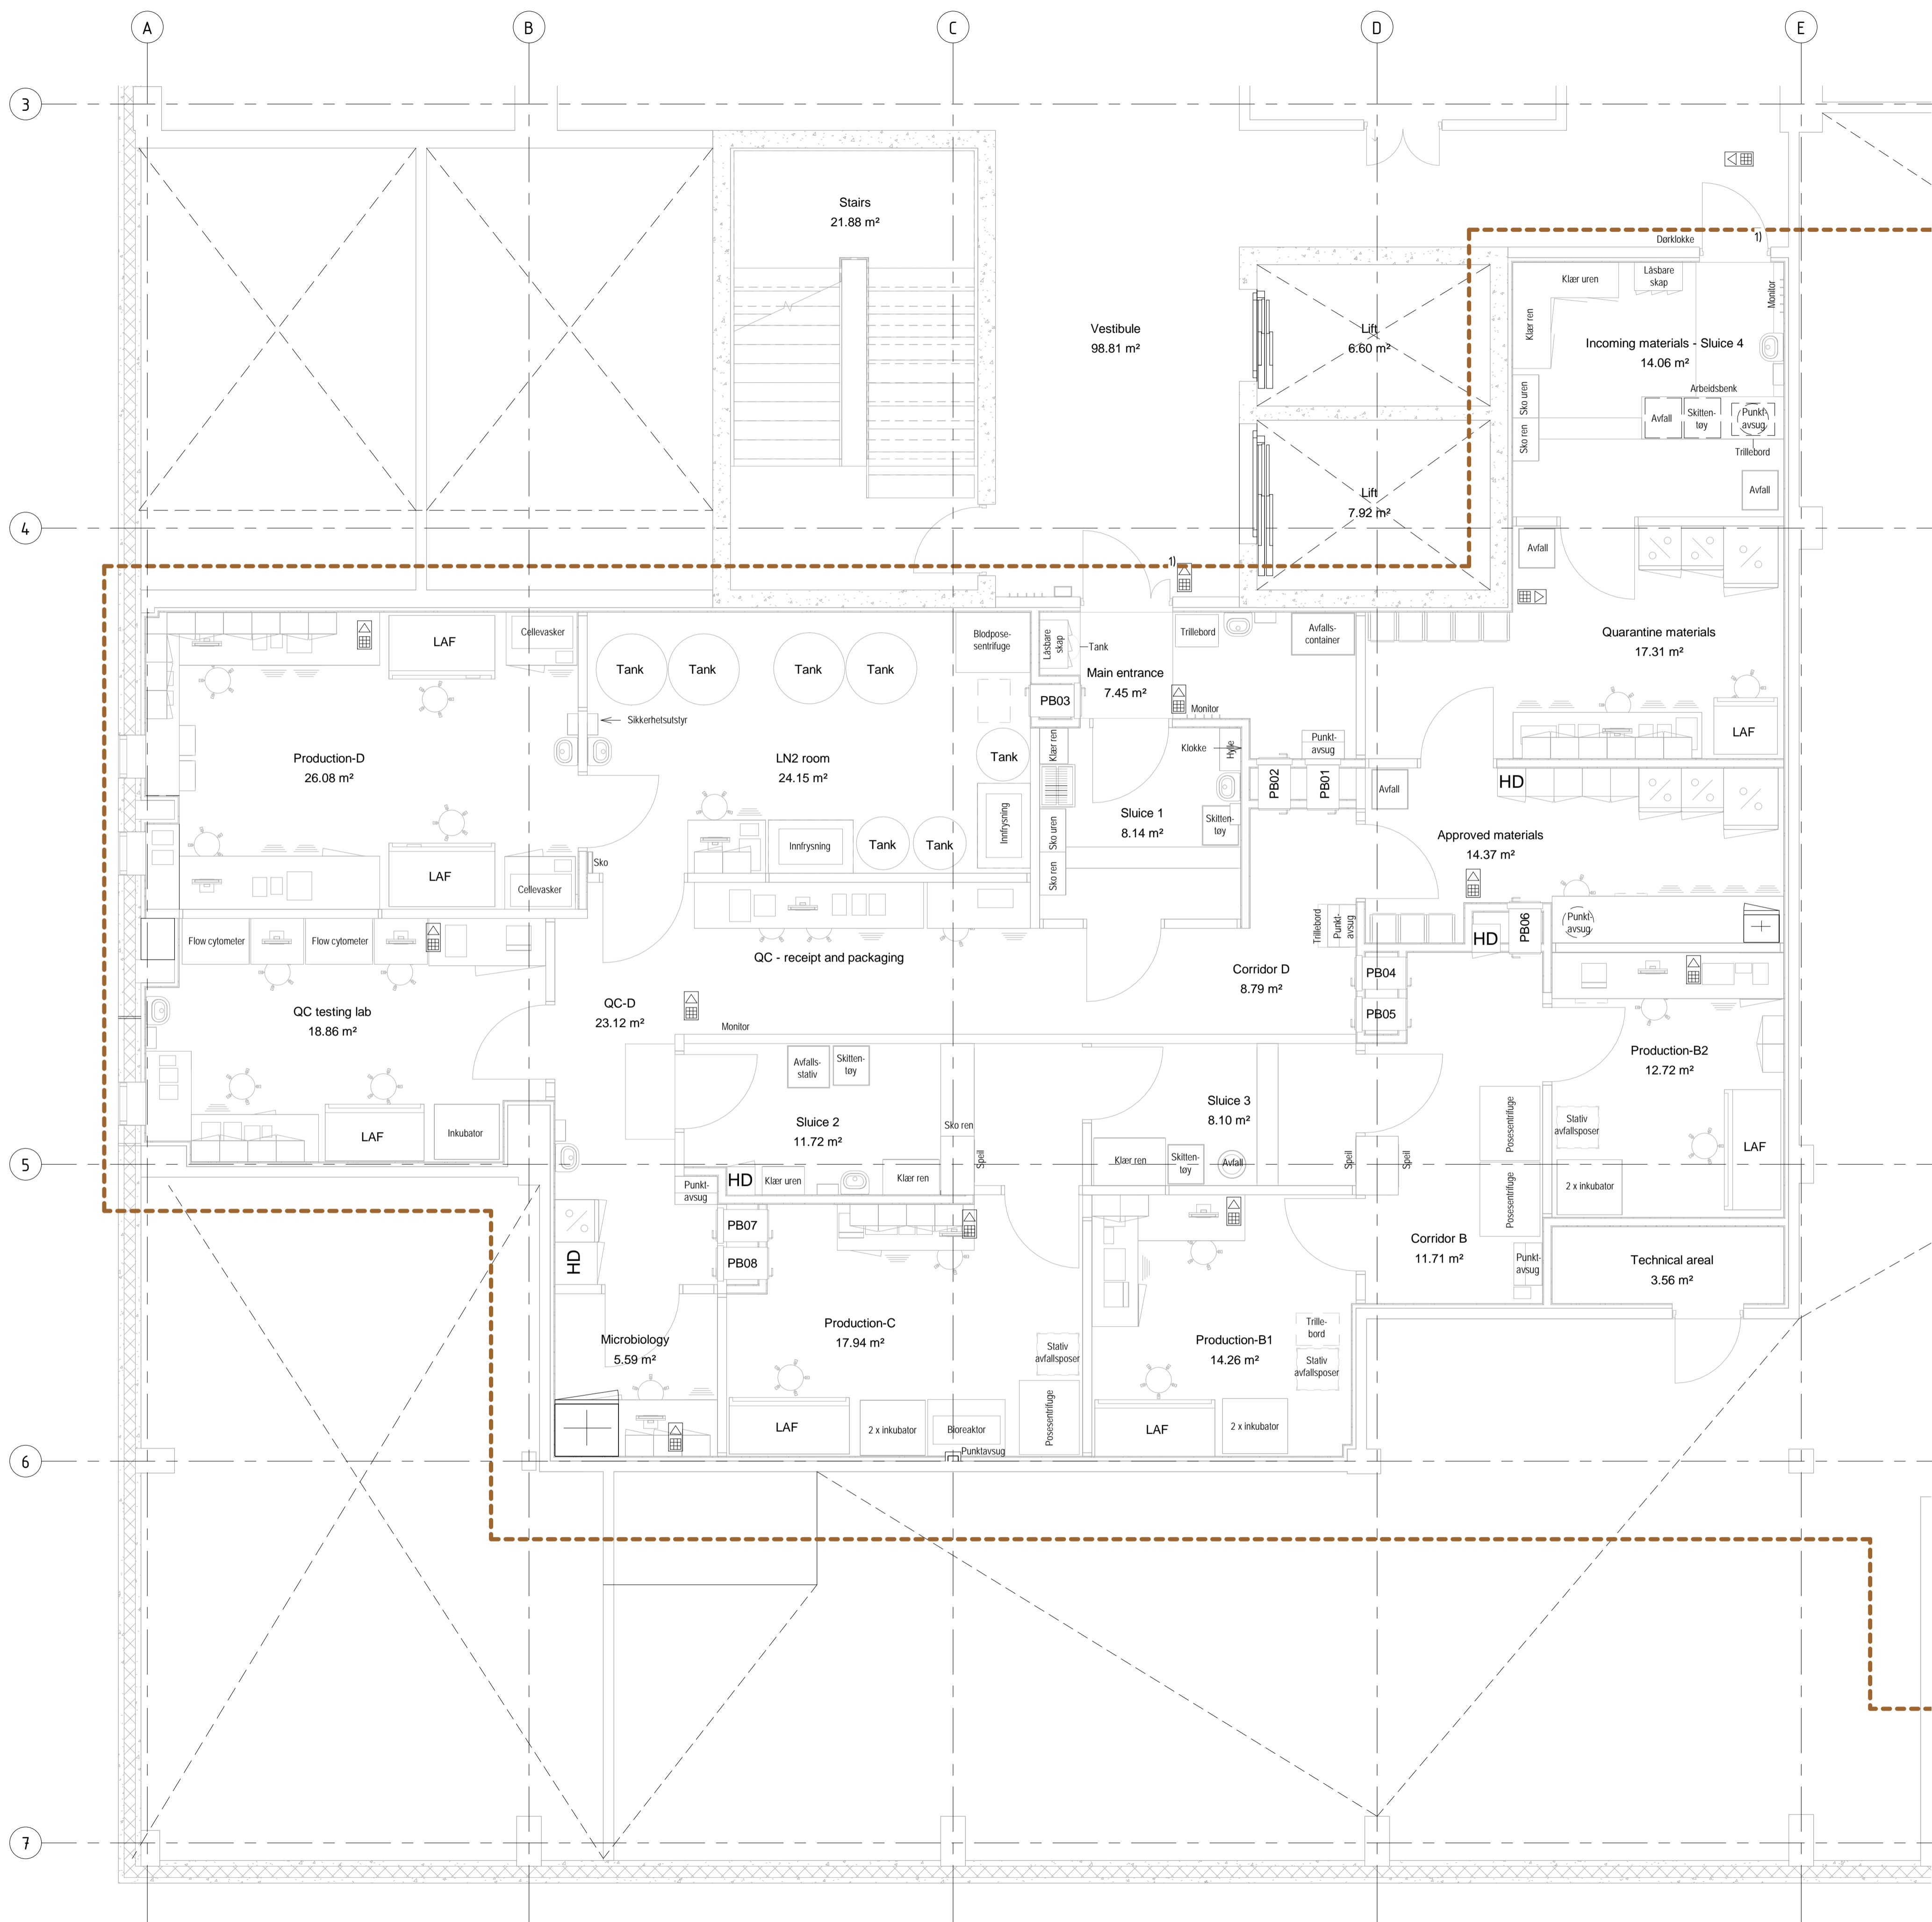 A
B
C
D
E
3
4
5
6
7
Stairs
21.88 m²
Vestibule
98.81 m²
Lift
6.60 m²
Lift
7.92 m²
Dørklokke
1)
Klær uren
Låsbare
skap
Monitor
Klær ren
Incoming materials - Sluice 4
14.06 m²
Arbeidsbenk
Sko uren
Sko ren
Avfall
Skitten-
tøy
Punkt-
avsug
Trillebord
Avfall
Avfall
1)
LAF
Cellevasker
Tank
Tank
Tank
Tank
Blodpose-
sentrifuge
Låsbare
skap
Tank
Trillebord
Avfalls-
container
Main entrance
7.45 m²
PB03
Monitor
Quarantine materials
17.31 m²
LAF
Sikkerhetsutstyr
Production-D
26.08 m²
LN2 room
24.15 m²
Tank
Klær ren
Klokke
Hylle
Punkt-
avsug
PB02
PB01
Avfall
HD
Sluice 1
8.14 m²
Skitten-
tøy
Sko uren
Sko ren
Approved materials
14.37 m²
Innfrysning
Innfrysning
Tank
Tank
LAF
Cellevasker
Sko
Flow cytometer
Flow cytometer
QC - receipt and packaging
Trillebord
Punkt-
avsug
HD
PB06
Punkt-
avsug
Corridor D
8.79 m²
PB04
PB05
QC testing lab
18.86 m²
QC-D
23.12 m²
Monitor
Avfalls-
stativ
Skitten-
tøy
Sluice 2
11.72 m²
Sko ren
Speil
Sluice 3
8.10 m²
Production-B2
12.72 m²
Posesentrifuge
Posesentrifuge
Stativ
avfallsposer
LAF
2 x inkubator
LAF
Inkubator
Punkt-
avsug
HD
Klær uren
Klær ren
Klær ren
Skitten-
tøy
Avfall
Speil
Speil
PB07
PB08
HD
Corridor B
11.71 m²
Punkt-
avsug
Technical areal
3.56 m²
Microbiology
5.59 m²
Production-C
17.94 m²
Stativ
avfallsposer
Production-B1
14.26 m²
Trille-
bord
Stativ
avfallsposer
LAF
2 x inkubator
Bioreaktor
Posesentrifuge
Punktavsug
LAF
2 x inkubator